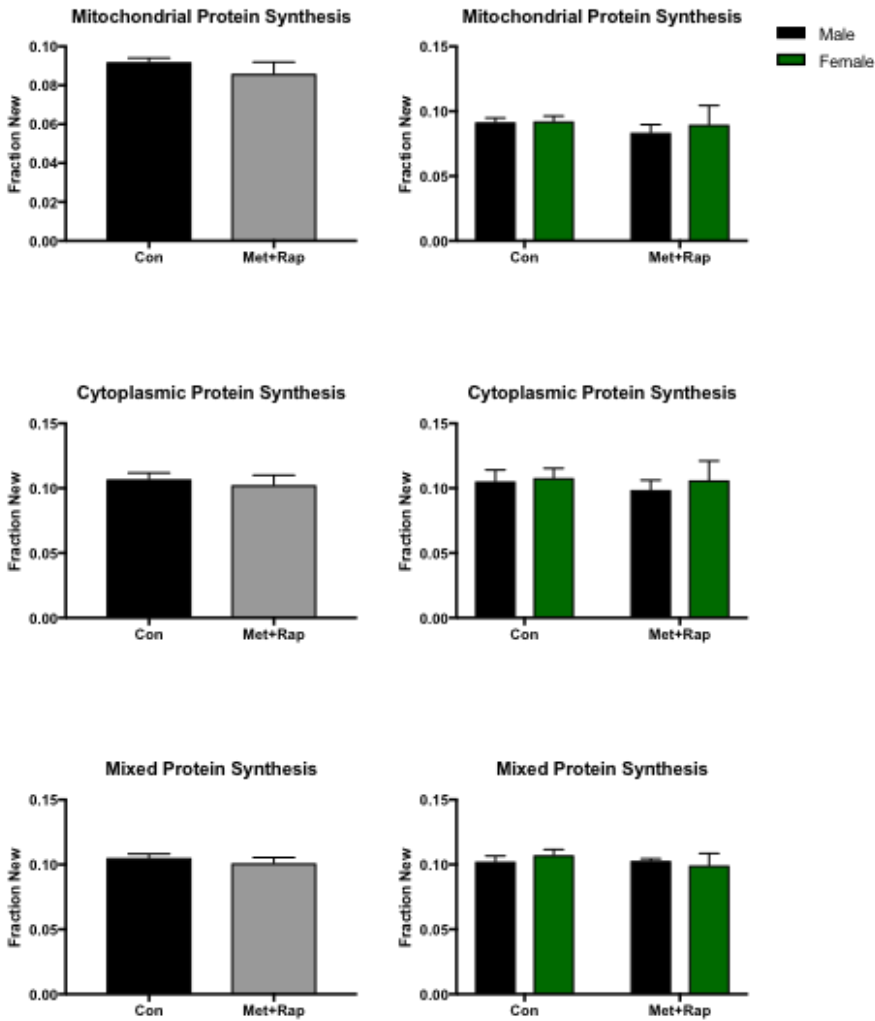 Mitochondrial Protein Synthesis
Fraction New
0.10
0.08
0.06
0.04
0.02
0.00
Con Met+Rap
Mitochondrial Protein Synthesis
Fraction New
0.15
0.10
0.05
0.00
Con Met+Rap
Male
Female
Cytoplasmic Protein Synthesis
Fraction New
0.15
0.10
0.05
0.00
Con Met+Rap
Cytoplasmic Protein Synthesis
Fraction New
0.15
0.10
0.05
0.00
Con Met+Rap
Mixed Protein Synthesis
Fraction New
0.15
0.10
0.05
0.00
Con Met+Rap
Mixed Protein Synthesis
Fraction New
0.15
0.10
0.05
0.00
Con Met+Rap